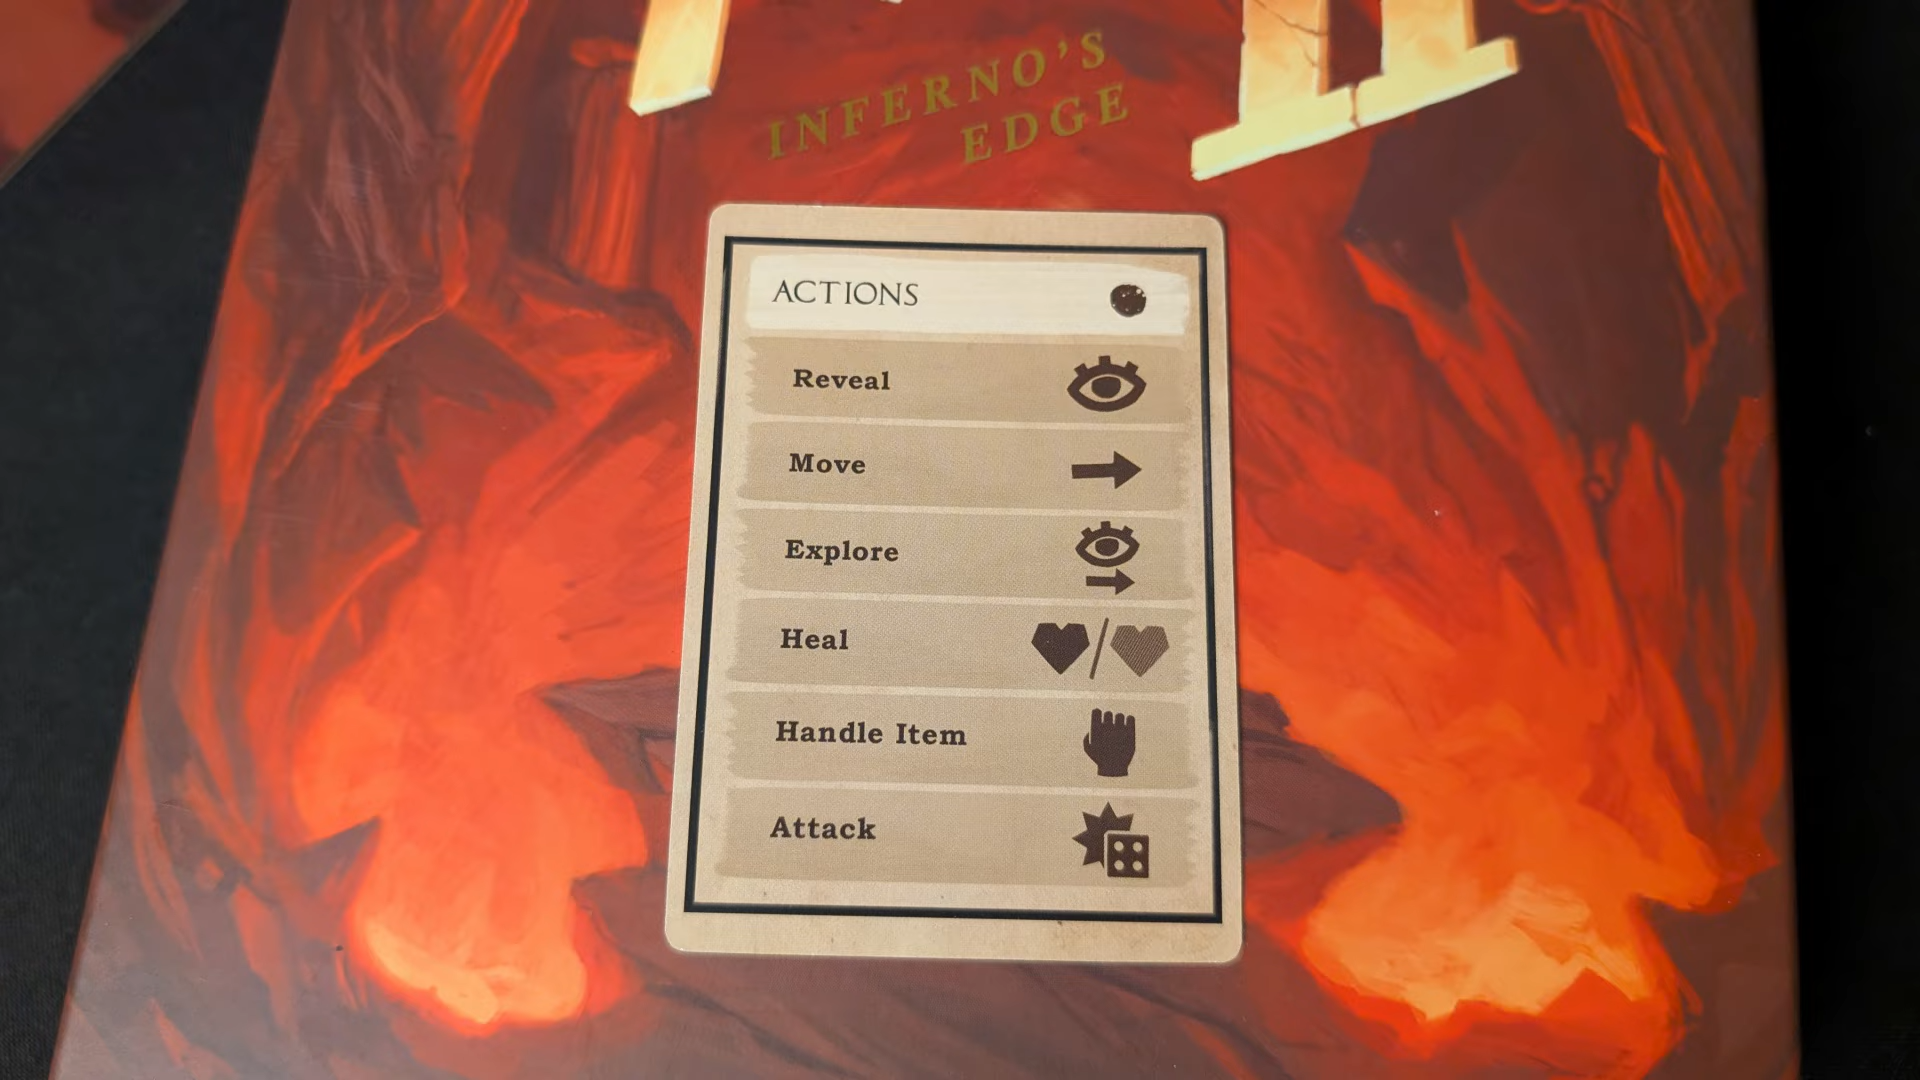 INFERNO'S
EDGE
ACTIONS
Reveal
Move
Explore
Heal
Handle Item
Attack